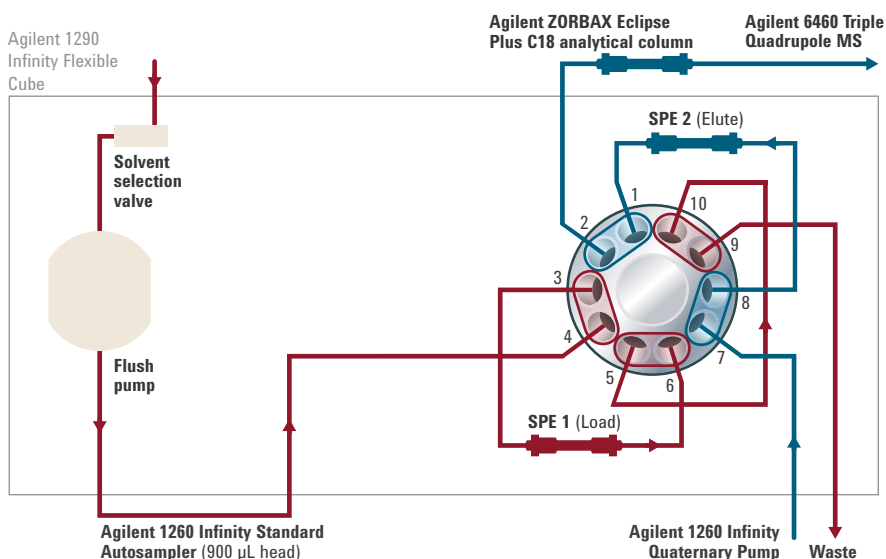 Agilent 1290
Infinity Flexible
Cube
Agilent ZORBAX Eclipse
Plus C18 analytical column
Agilent 6460 Triple
Quadrupole MS
SPE 2 (Elute)
Solvent
selection
valve
Flush
pump
1
2
3
4
5
6
7
8
9
10
SPE 1 (Load)
Agilent 1260 Infinity Standard
Autosampler (900 µL head)
Agilent 1260 Infinity
Quaternary Pump
Waste